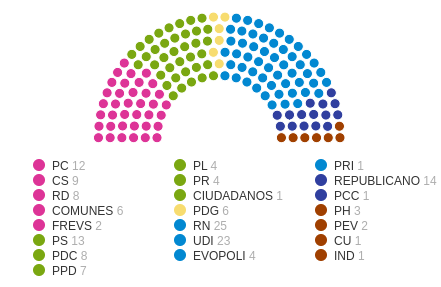 PC 12
CS 9
RD 8
COMUNES 6
FREVS 2
PS 13
PDC 8
PPD 7
PL 4
PR 4
CIUDADANOS 1
PDG 6
RN 25
UDI 23
EVOPOLI 4
PRI 1
REPUBLICANO 14
PCC 1
PH 3
PEV 2
CU 1
IND 1